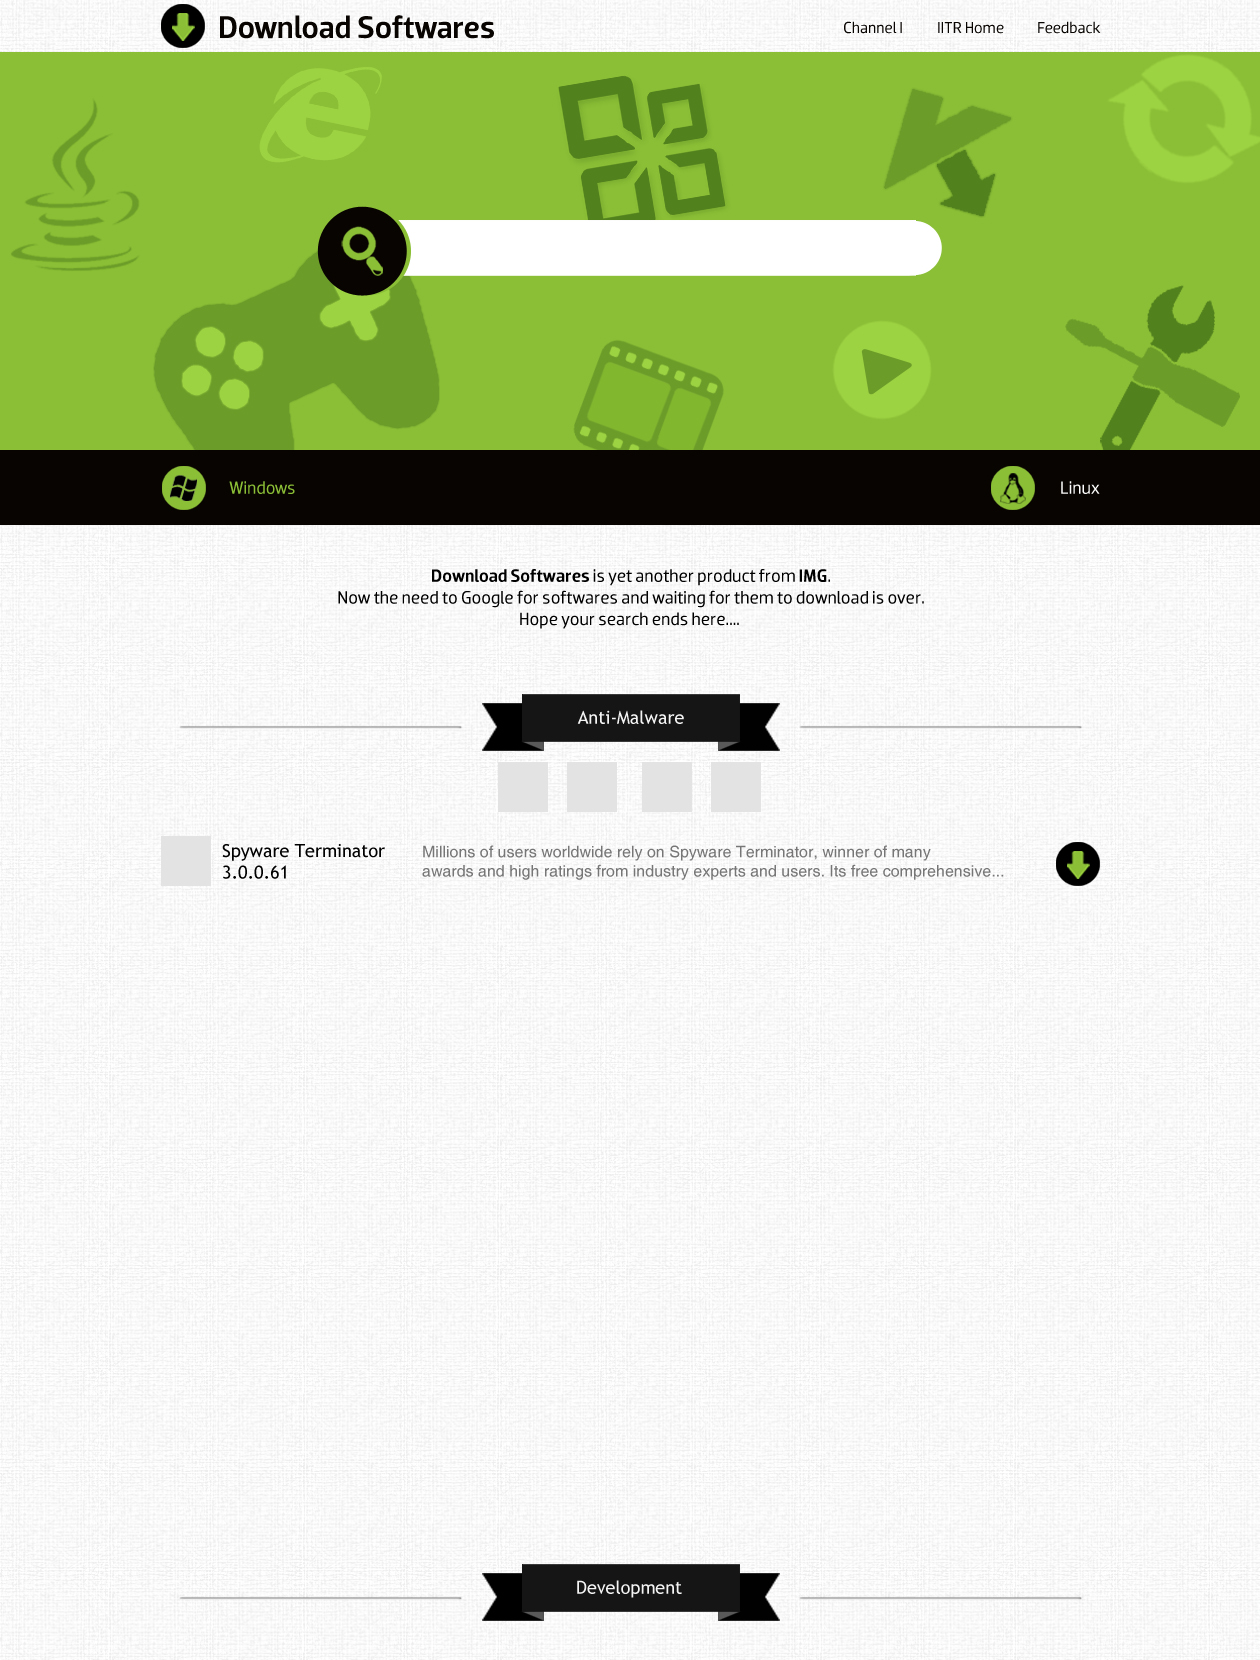 Download Softwares
Channel I
IITR Home
Feedback
Windows
Linux
Download Softwares is yet another product from IMG.
Now the need to Google for softwares and waiting for them to download is over.
Hope your search ends here....
Anti-Malware
Spyware Terminator
3.0.0.61
Millions of users worldwide rely on Spyware Terminator, winner of many
awards and high ratings from industry experts and users. Its free comprehensive...
Development